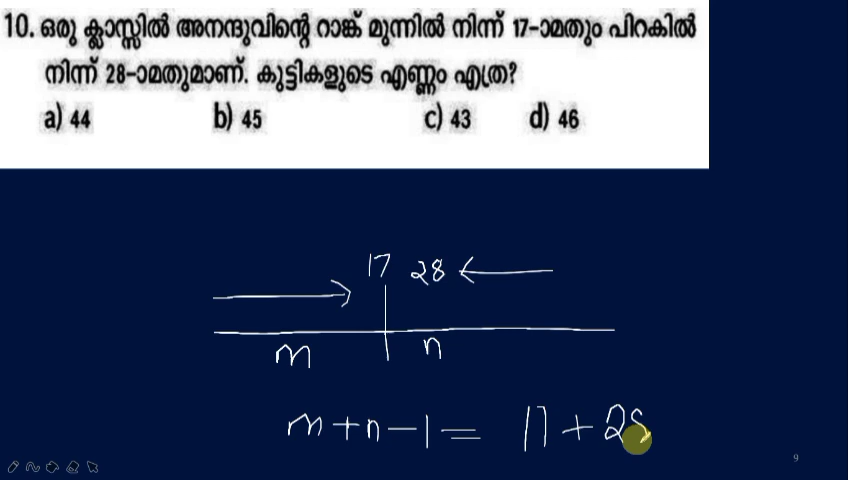 10. ഒരു ക്ലാസ്സിൽ അനന്ദുവിന്റെ റാങ്ക് മുന്നിൽ നിന്ന് 17-ാമതും പിറകിൽ
നിന്ന് 28-ാമതുമാണ്. കുട്ടികളുടെ എണ്ണം എത്ര?
a) 44 b) 45 c) 43 d) 46
17 28
m n
m+n-1= 17+28
9